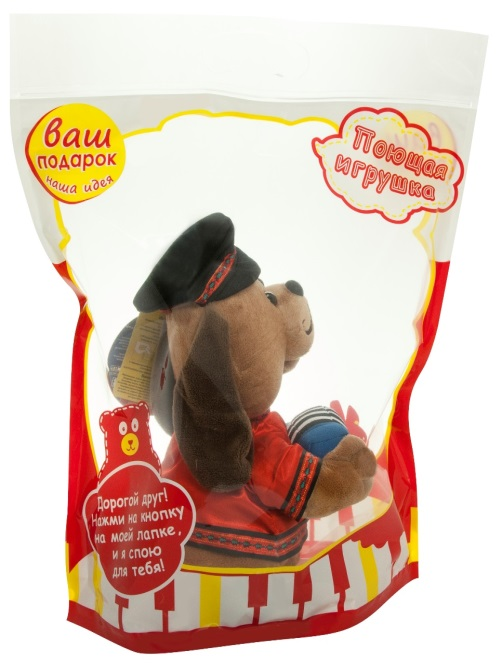 ваш
подарок
наша идея
Поющая
игрушка
Дорогой друг!
Нажми на кнопку
на моей лапке,
и я спою
для тебя!